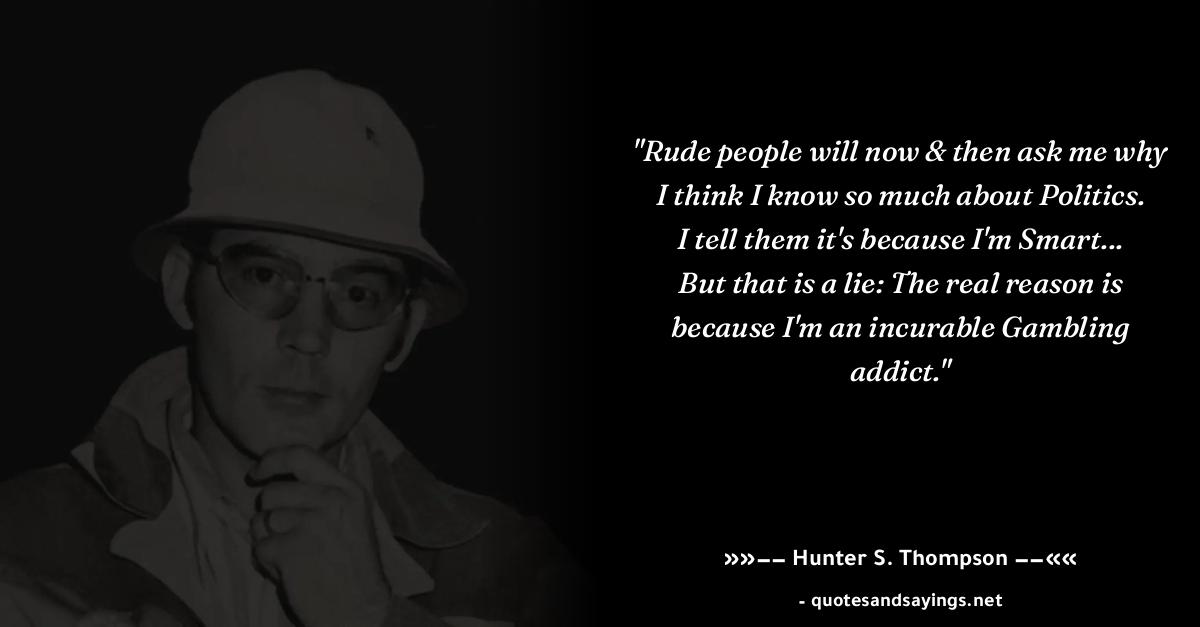 "Rude people will now & then ask me why
I think I know so much about Politics.
I tell them it's because I'm Smart...
But that is a lie: The real reason is
because I'm an incurable Gambling
addict."
»»−− Hunter S. Thompson −−««
- quotesandsayings.net